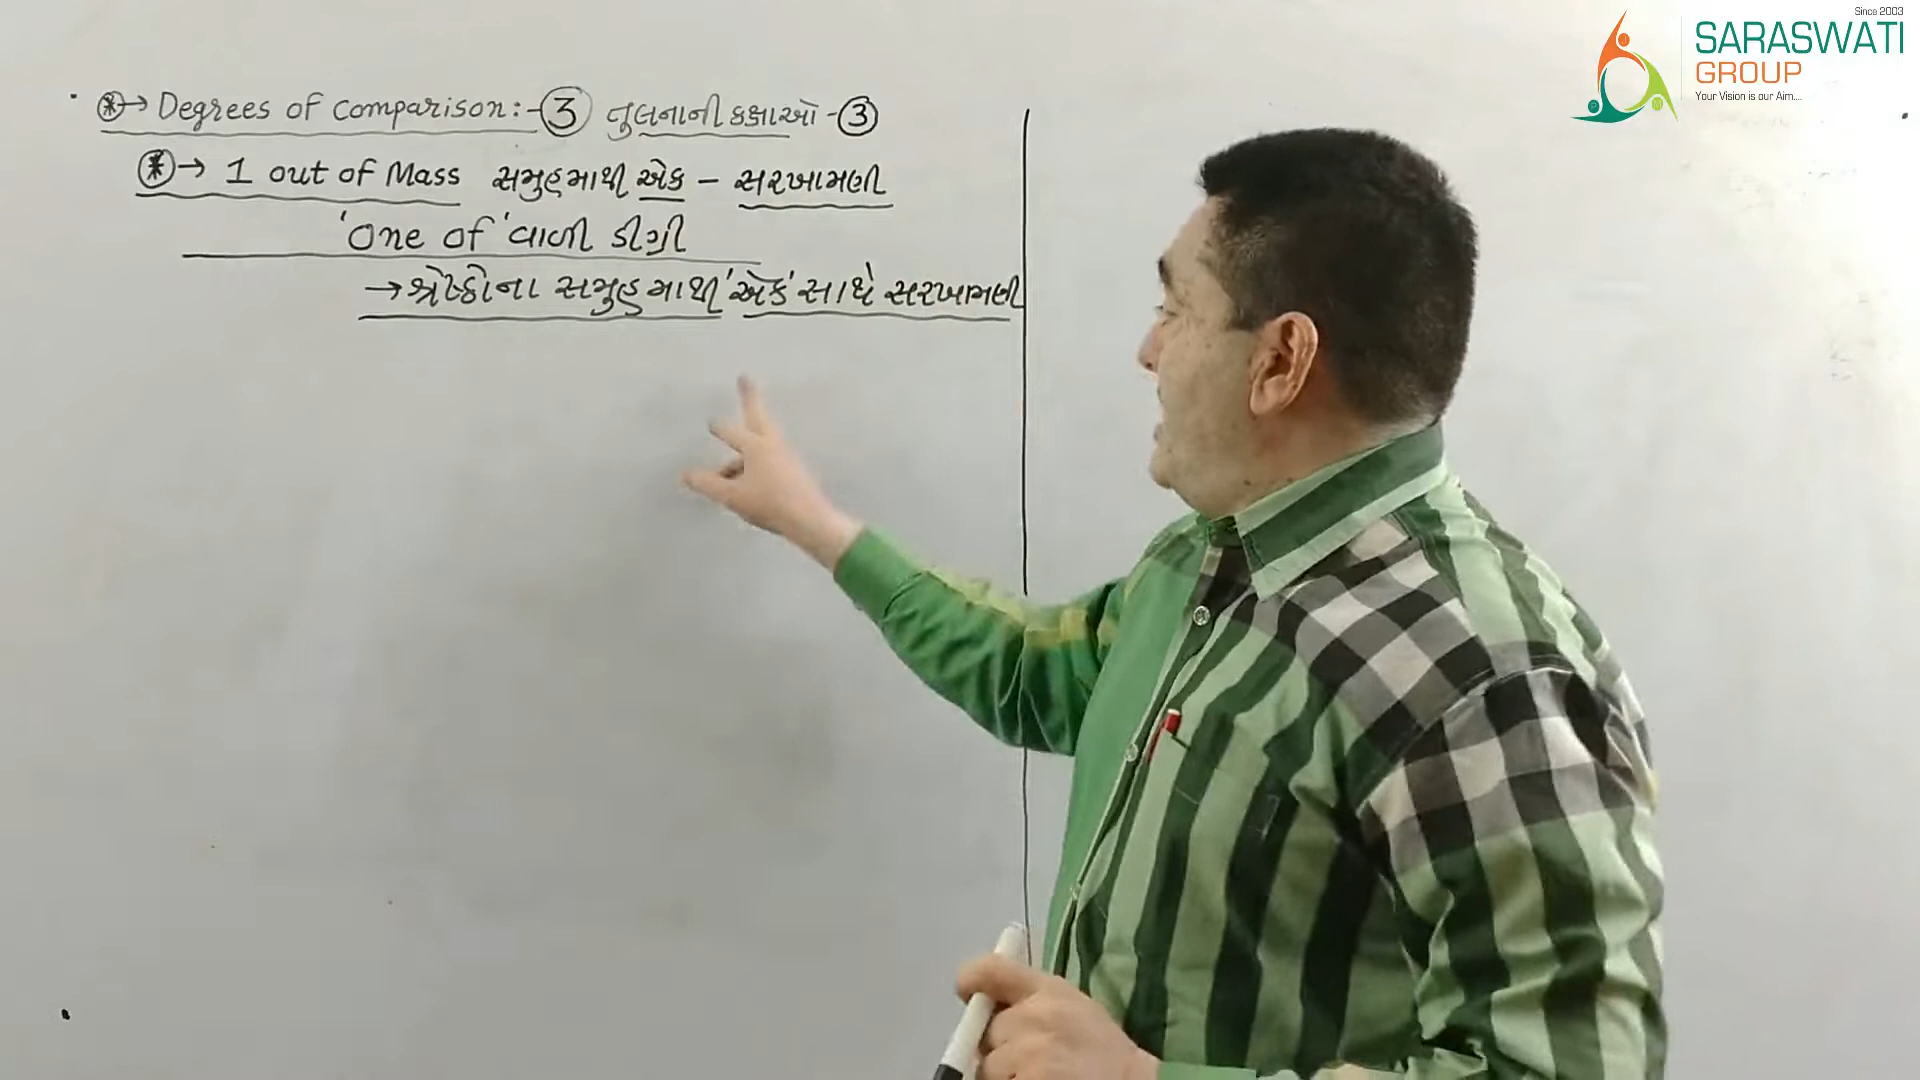 Since 2003
SARASWATI
GROUP
Your Vision is our Aim....
* → Degrees of Comparison:- 3 તુલનાની કક્ષાઓ - 3
* → 1 out of Mass સમુહમાથી એક - સરખામણી
'One of' વાળી ડીગ્રી
→ શ્રેષ્ઠોના સમુહમાથી 'એક' સાથે સરખામણી